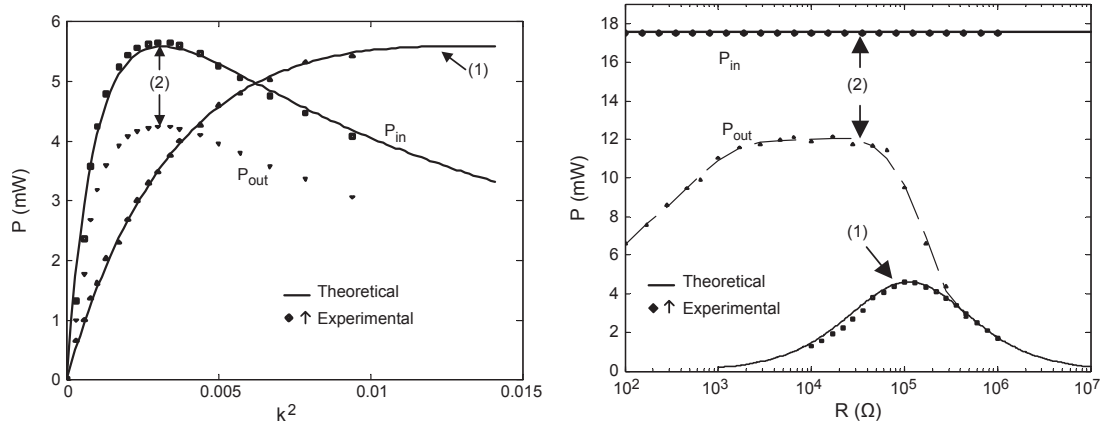 6
5
4
3
2
1
0
P (mW)
(2)
(1)
P_in
P_out
Theoretical
↑ Experimental
0 0.005 0.010 0.015
k²
18
16
14
12
10
8
6
4
2
0
P (mW)
P_in
(2)
P_out
(1)
Theoretical
↑ Experimental
10² 10³ 10⁴ 10⁵ 10⁶ 10⁷
R (Ω)